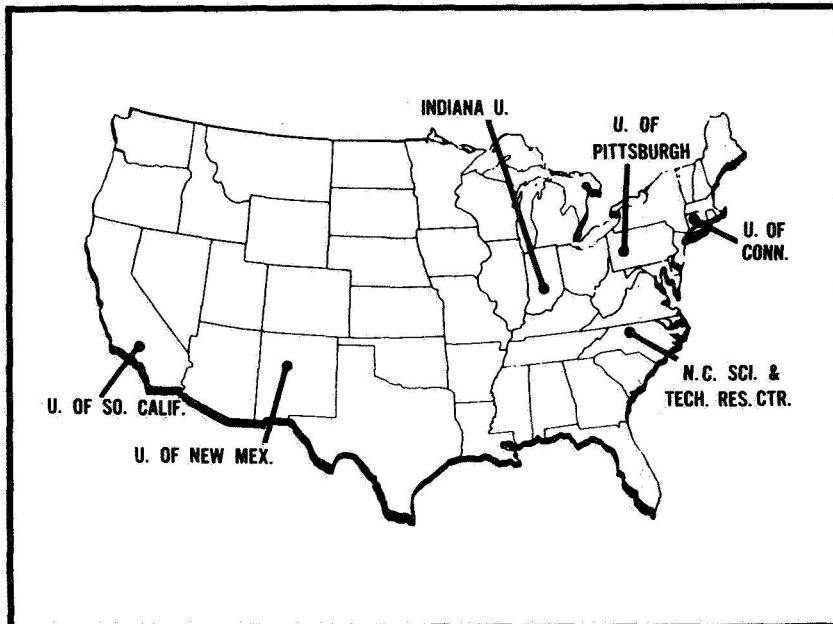 INDIANA U.
U. OF
PITTSBURGH
U. OF
CONN.
N.C. SCI. &
TECH. RES. CTR.
U. OF SO. CALIF.
U. OF NEW MEX.